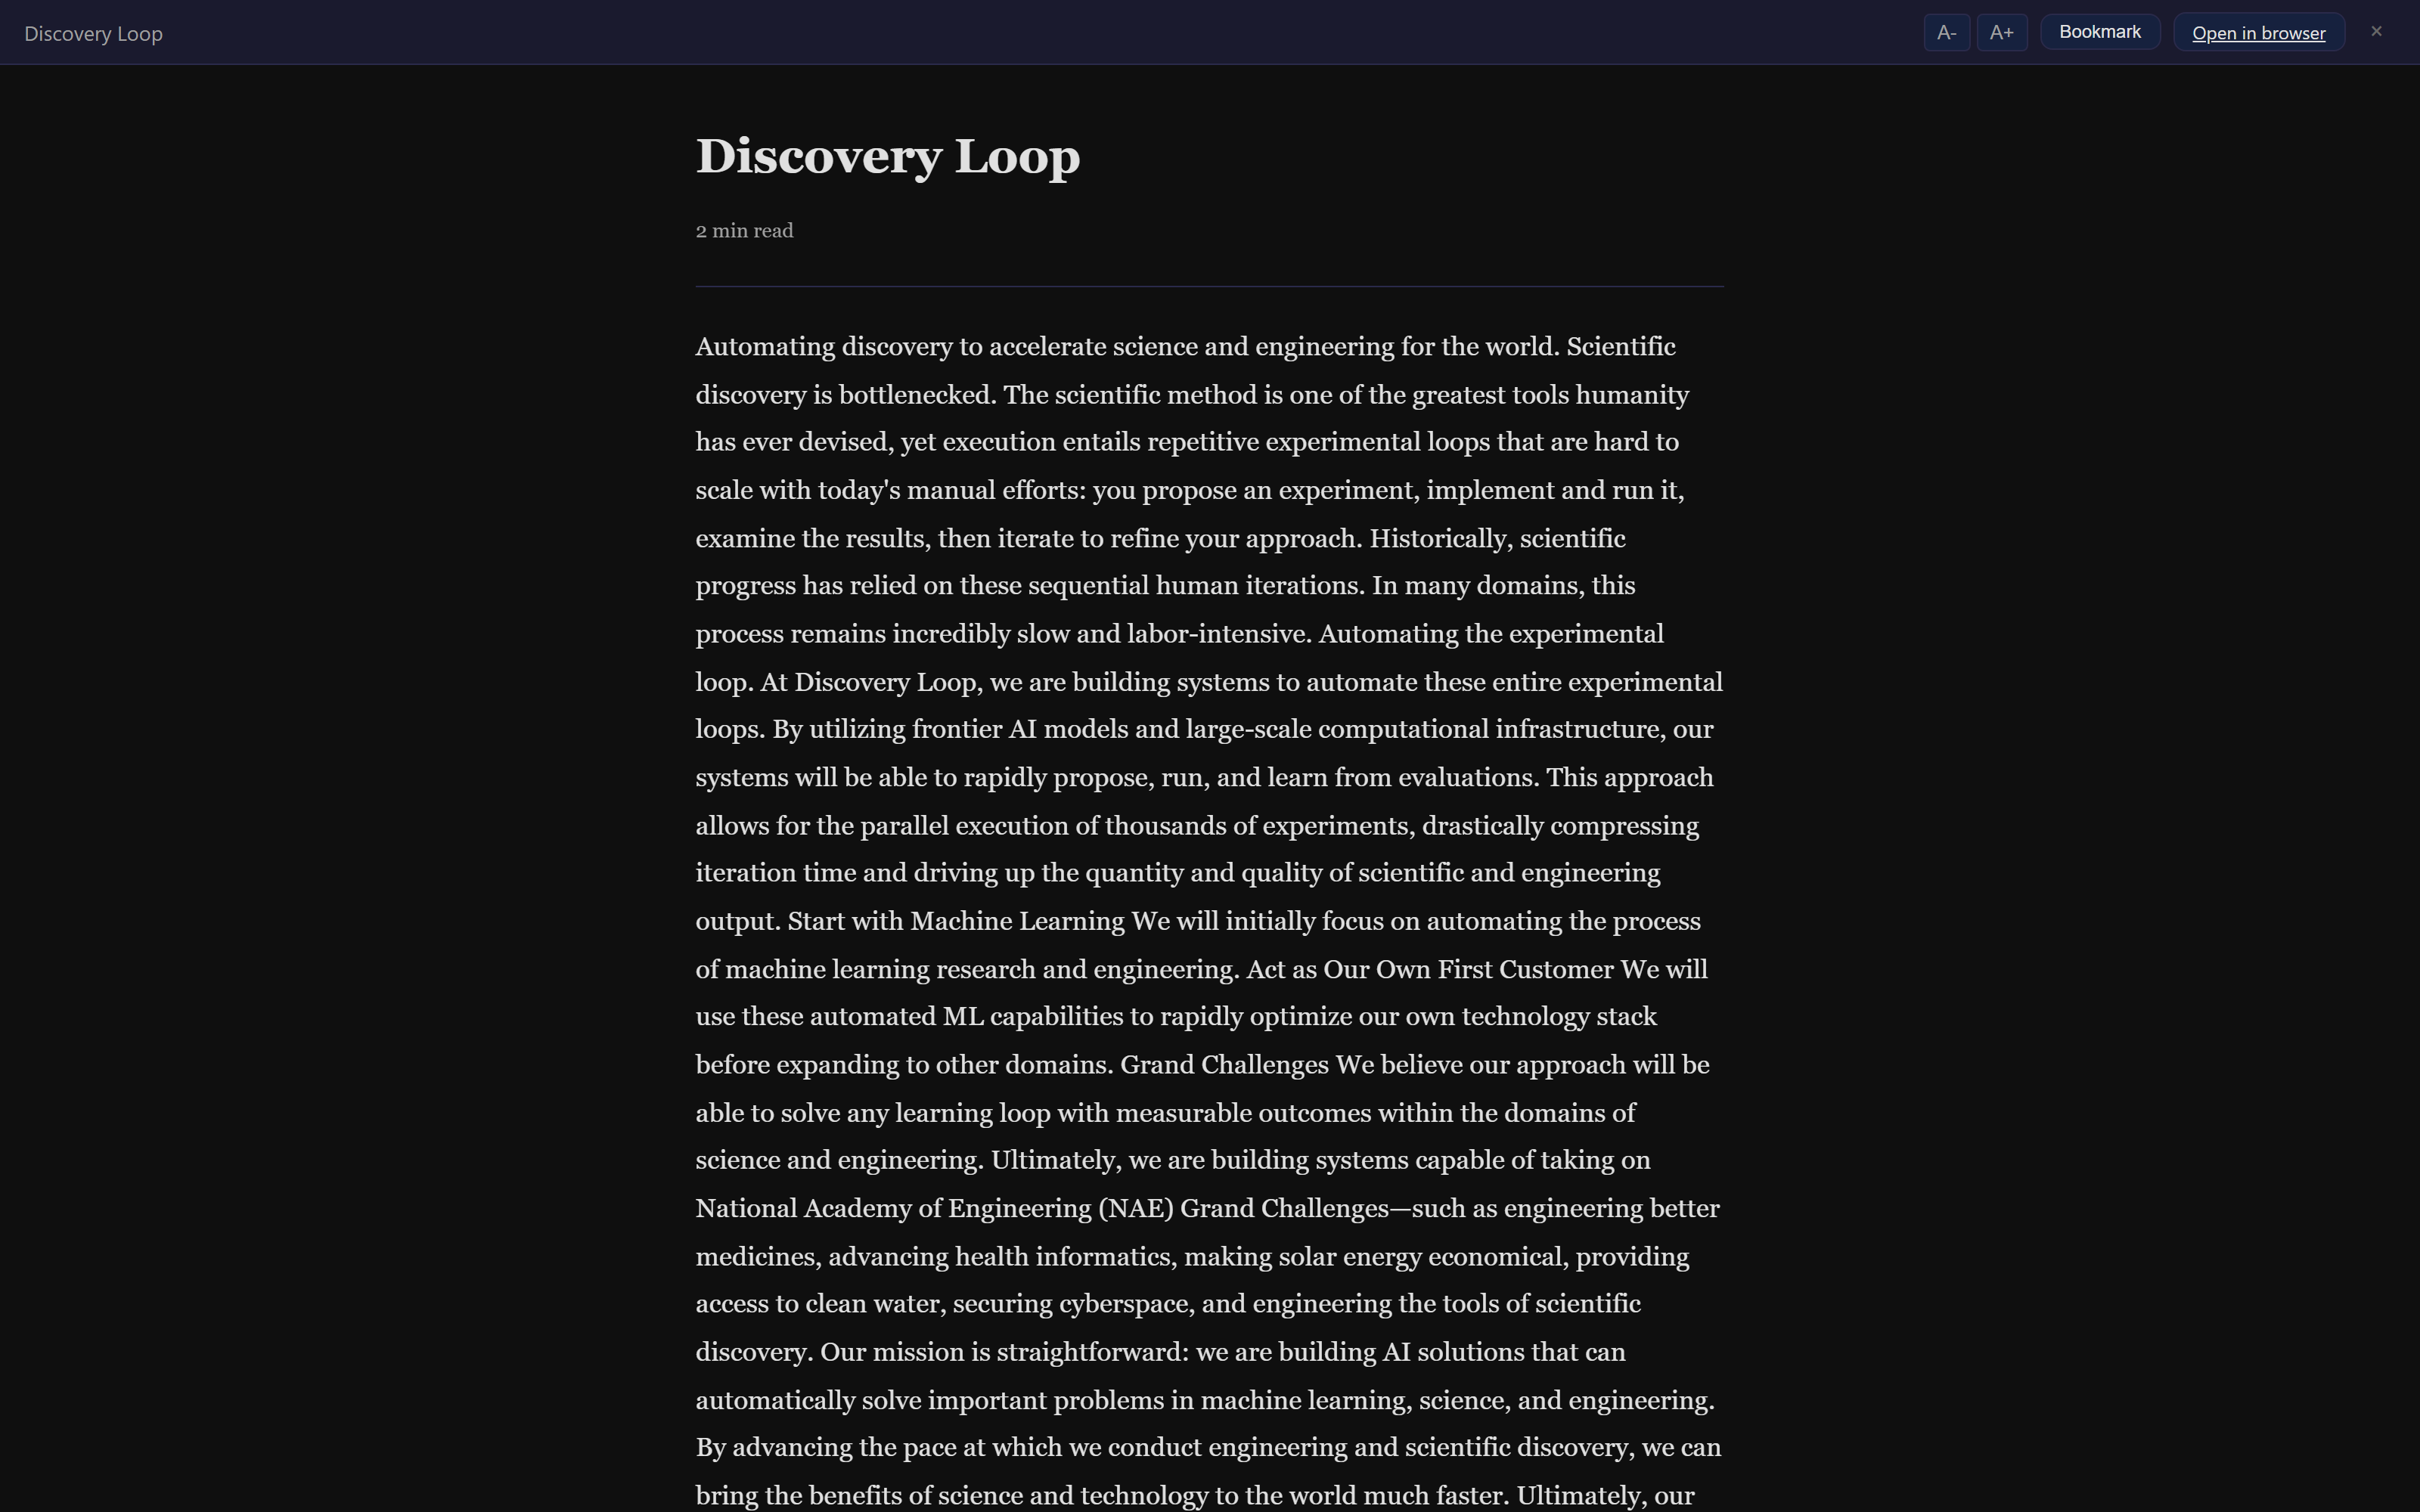 Discovery Loop
A-
A+
Bookmark
Open in browser
×
Discovery Loop
2 min read
Automating discovery to accelerate science and engineering for the world. Scientific
discovery is bottlenecked. The scientific method is one of the greatest tools humanity
has ever devised, yet execution entails repetitive experimental loops that are hard to
scale with today's manual efforts: you propose an experiment, implement and run it,
examine the results, then iterate to refine your approach. Historically, scientific
progress has relied on these sequential human iterations. In many domains, this
process remains incredibly slow and labor-intensive. Automating the experimental
loop. At Discovery Loop, we are building systems to automate these entire experimental
loops. By utilizing frontier AI models and large-scale computational infrastructure, our
systems will be able to rapidly propose, run, and learn from evaluations. This approach
allows for the parallel execution of thousands of experiments, drastically compressing
iteration time and driving up the quantity and quality of scientific and engineering
output. Start with Machine Learning We will initially focus on automating the process
of machine learning research and engineering. Act as Our Own First Customer We will
use these automated ML capabilities to rapidly optimize our own technology stack
before expanding to other domains. Grand Challenges We believe our approach will be
able to solve any learning loop with measurable outcomes within the domains of
science and engineering. Ultimately, we are building systems capable of taking on
National Academy of Engineering (NAE) Grand Challenges—such as engineering better
medicines, advancing health informatics, making solar energy economical, providing
access to clean water, securing cyberspace, and engineering the tools of scientific
discovery. Our mission is straightforward: we are building AI solutions that can
automatically solve important problems in machine learning, science, and engineering.
By advancing the pace at which we conduct engineering and scientific discovery, we can
bring the benefits of science and technology to the world much faster. Ultimately, our